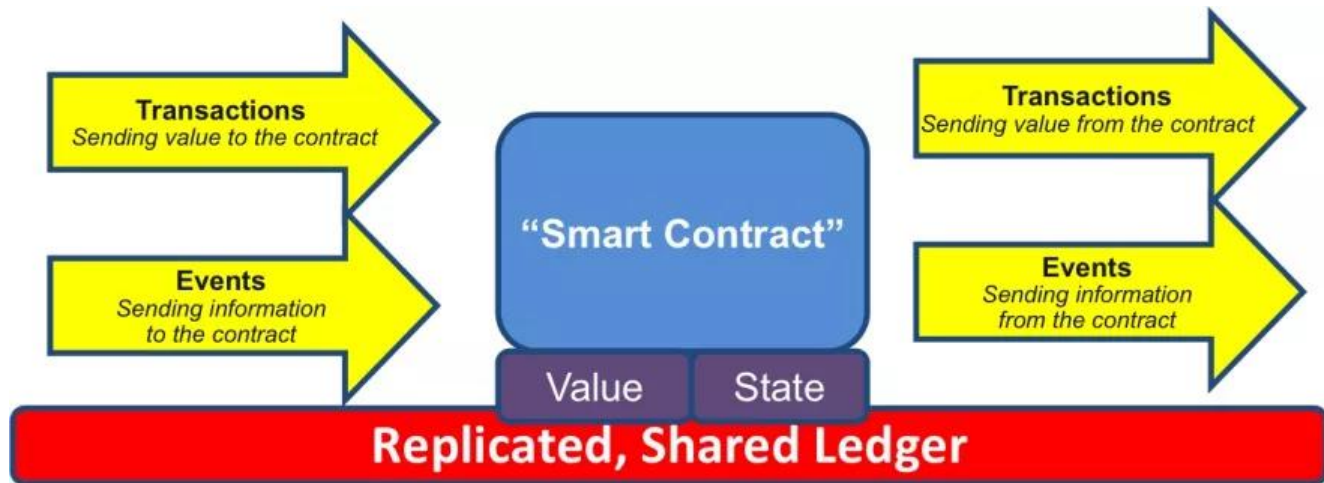 Transactions
Sending value to the contract
Events
Sending information
to the contract
“Smart Contract”
Value
State
Transactions
Sending value from the contract
Events
Sending information
from the contract
Replicated, Shared Ledger